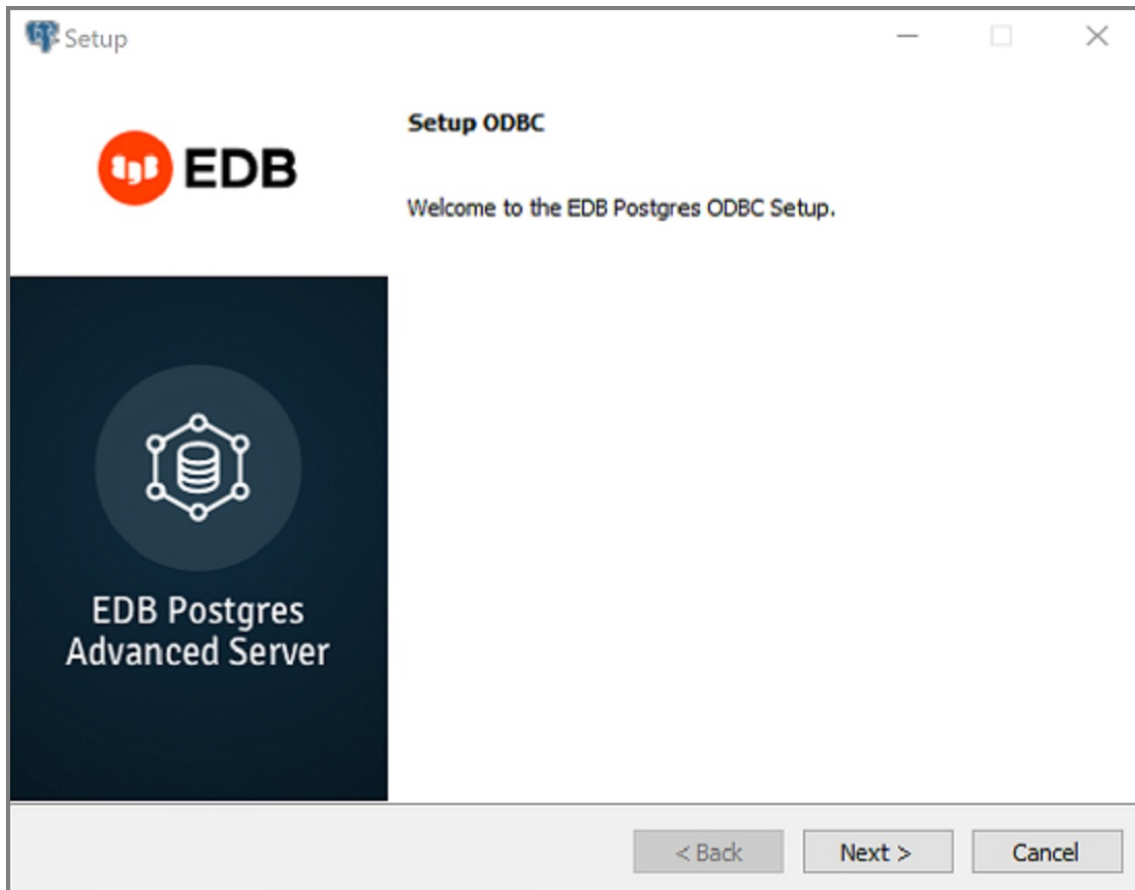 Setup
EDB
Setup ODBC
Welcome to the EDB Postgres ODBC Setup.
EDB Postgres
Advanced Server
< Back
Next >
Cancel